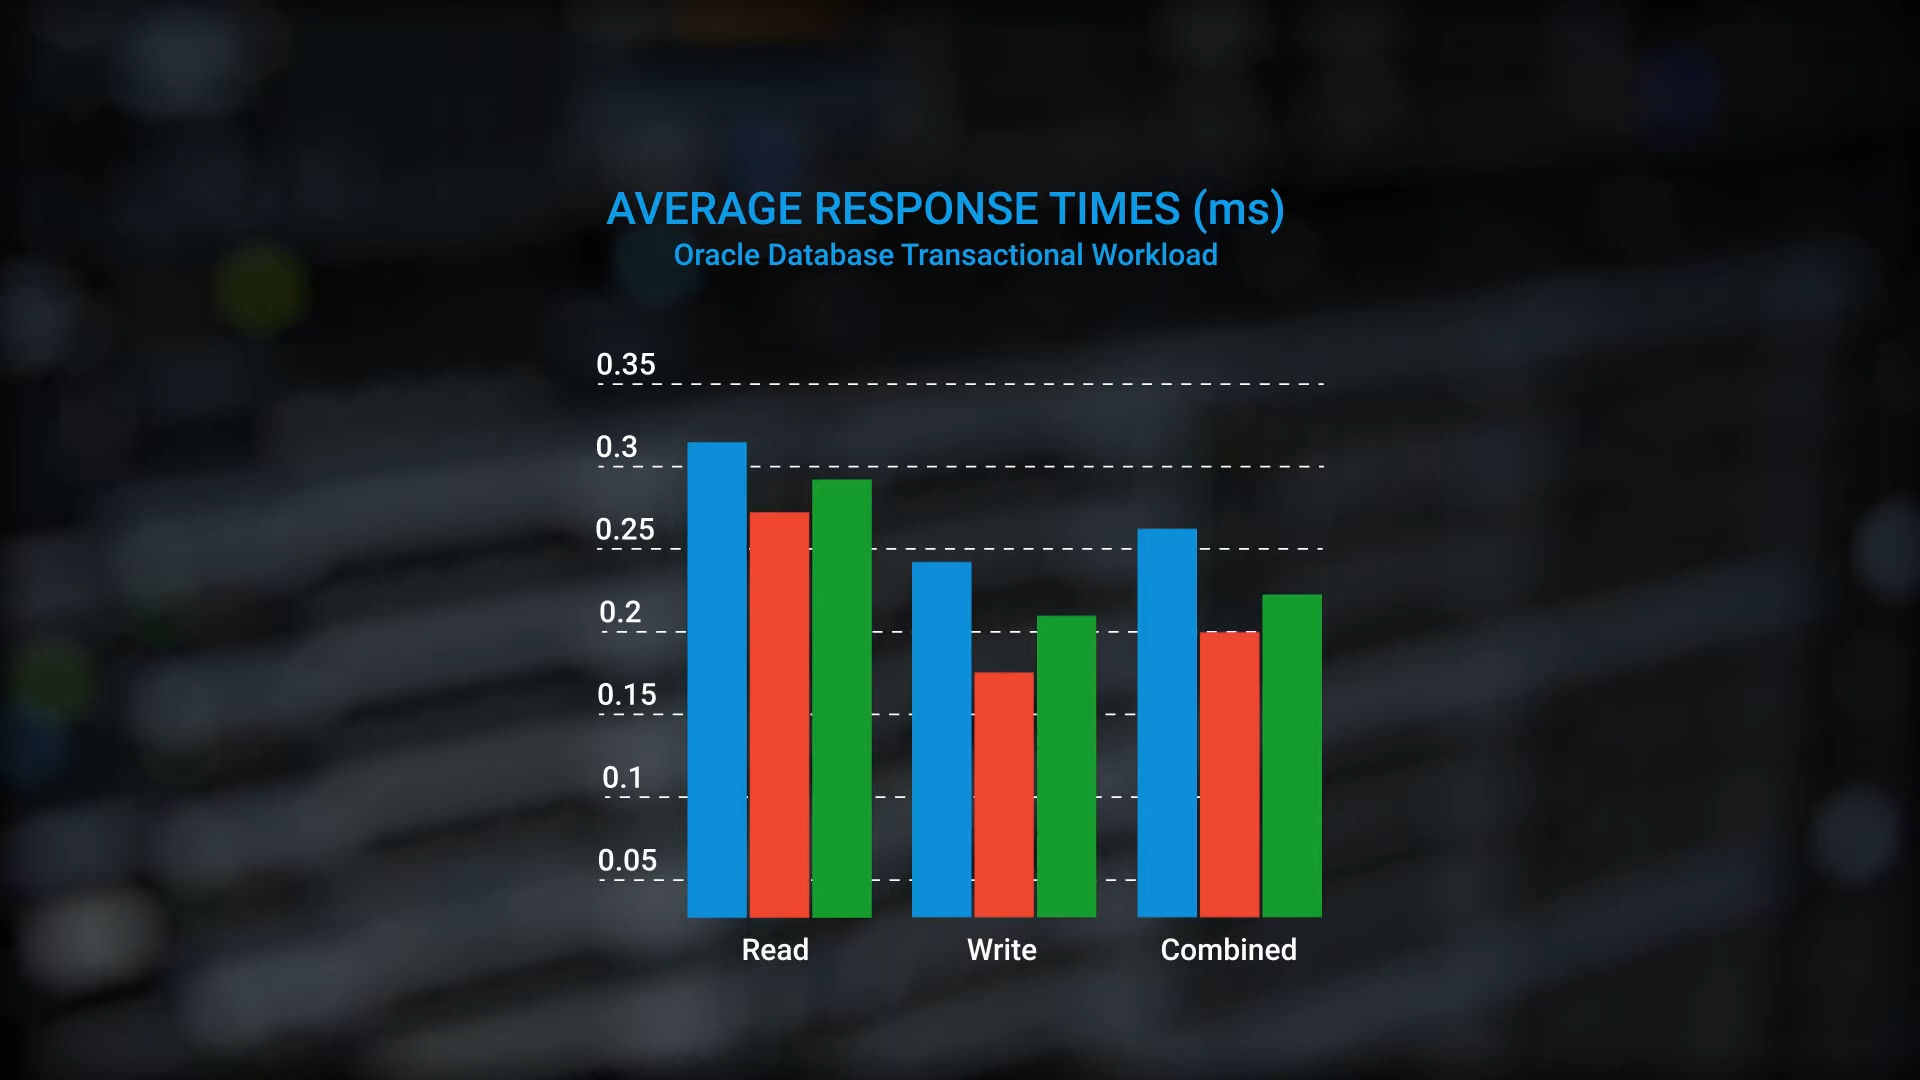 AVERAGE RESPONSE TIMES (ms)
Oracle Database Transactional Workload
0.35
0.3
0.25
0.2
0.15
0.1
0.05
Read Write Combined